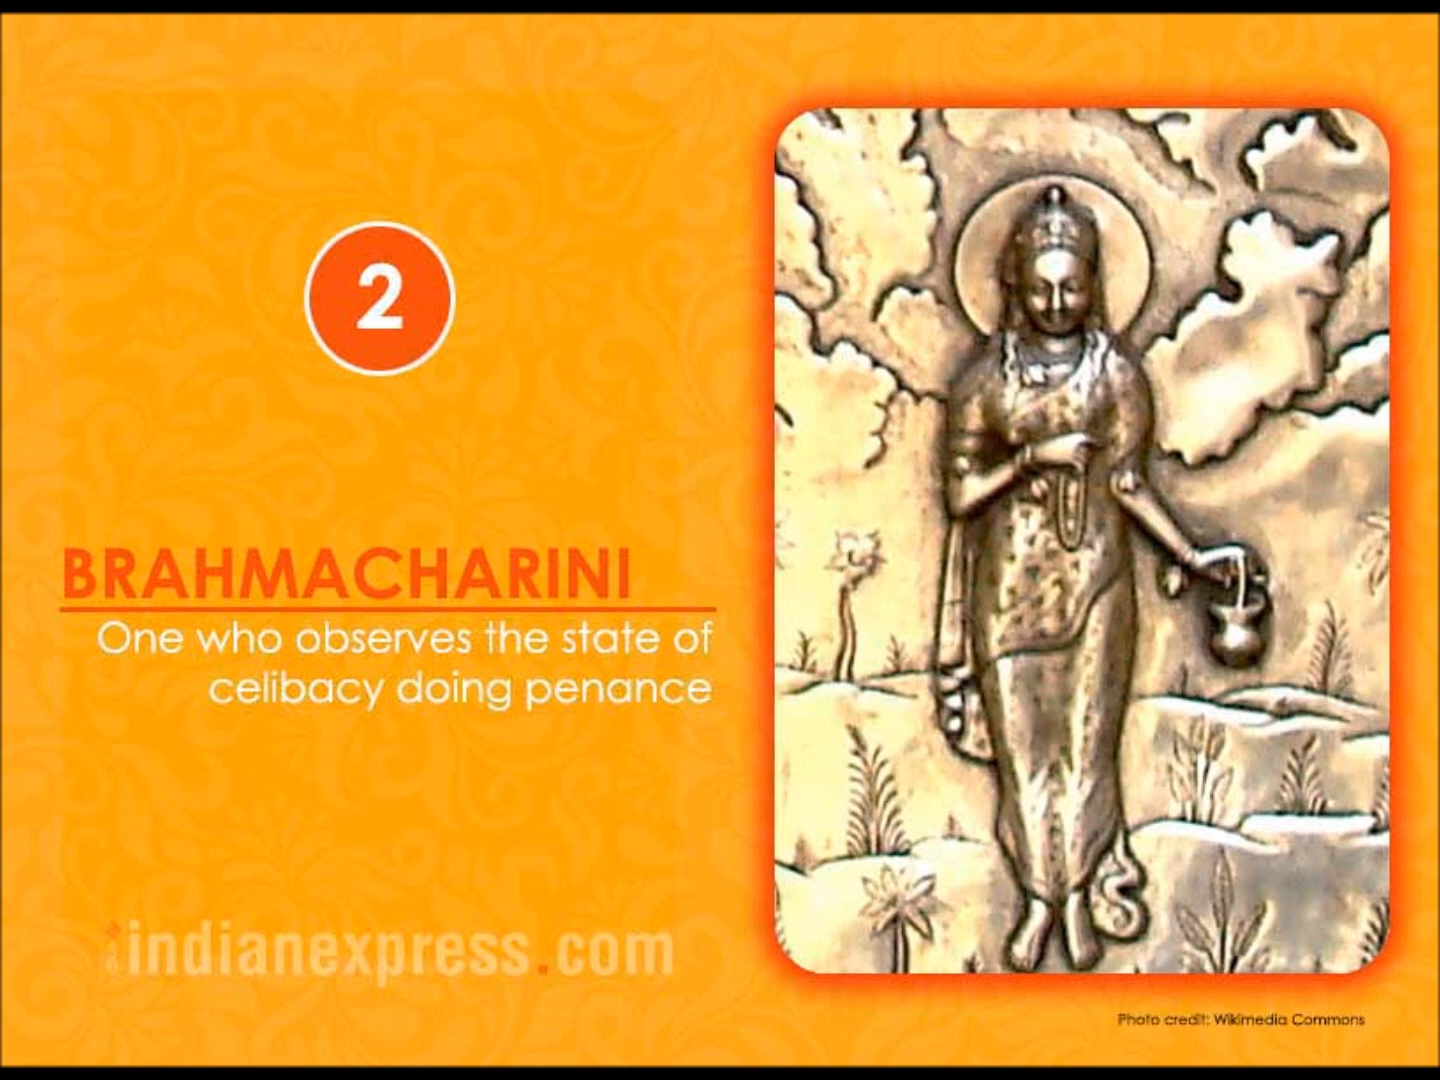 2
BRAHMACHARINI
One who observes the state of
celibacy doing penance
indianexpress.com
Photo credit: Wikimedia Commons